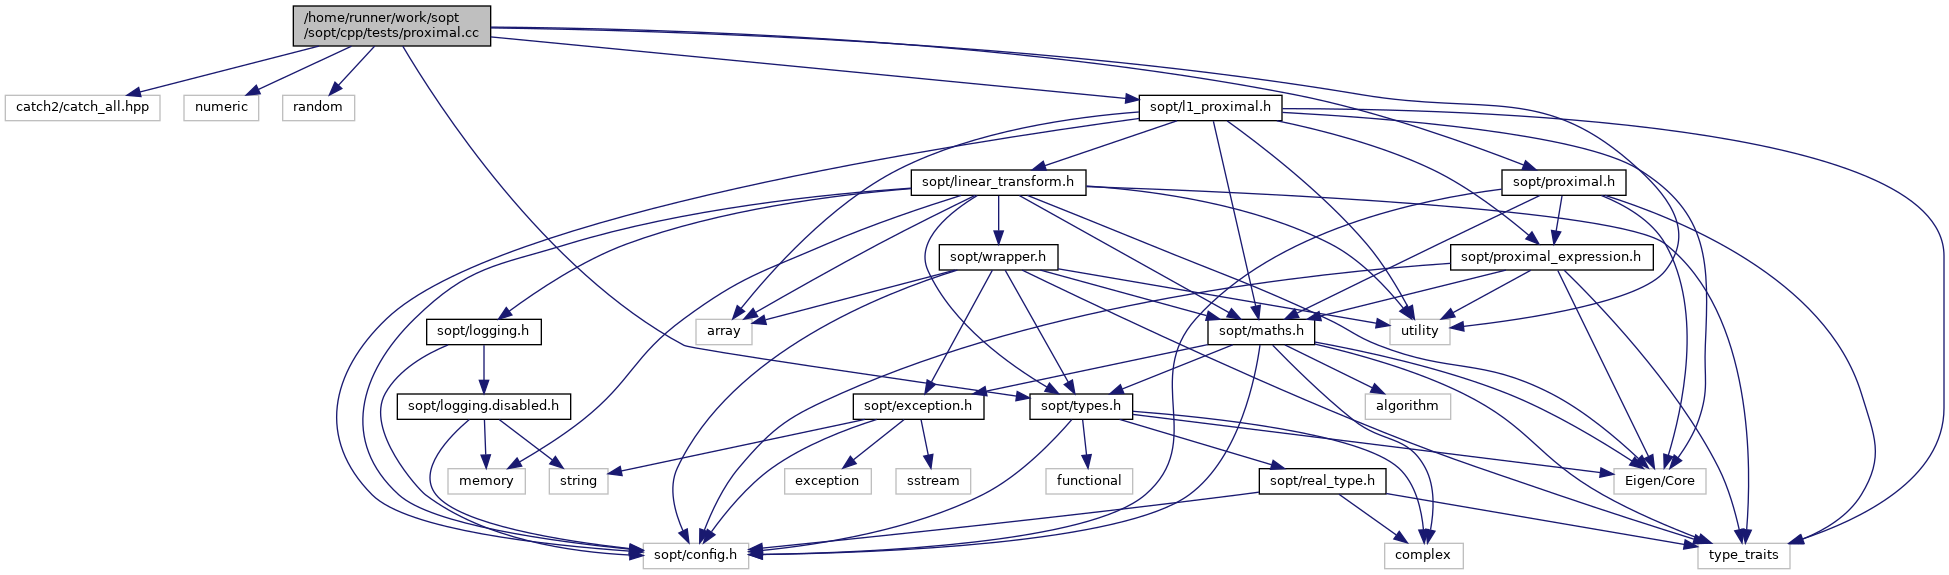 /home/runner/work/sopt
/sopt/cpp/tests/proximal.cc
catch2/catch_all.hpp
numeric
random
sopt/l1_proximal.h
sopt/linear_transform.h
sopt/proximal.h
sopt/wrapper.h
sopt/proximal_expression.h
sopt/logging.h
array
sopt/maths.h
utility
sopt/logging.disabled.h
sopt/exception.h
sopt/types.h
algorithm
memory
string
exception
sstream
functional
sopt/real_type.h
Eigen/Core
sopt/config.h
complex
type_traits